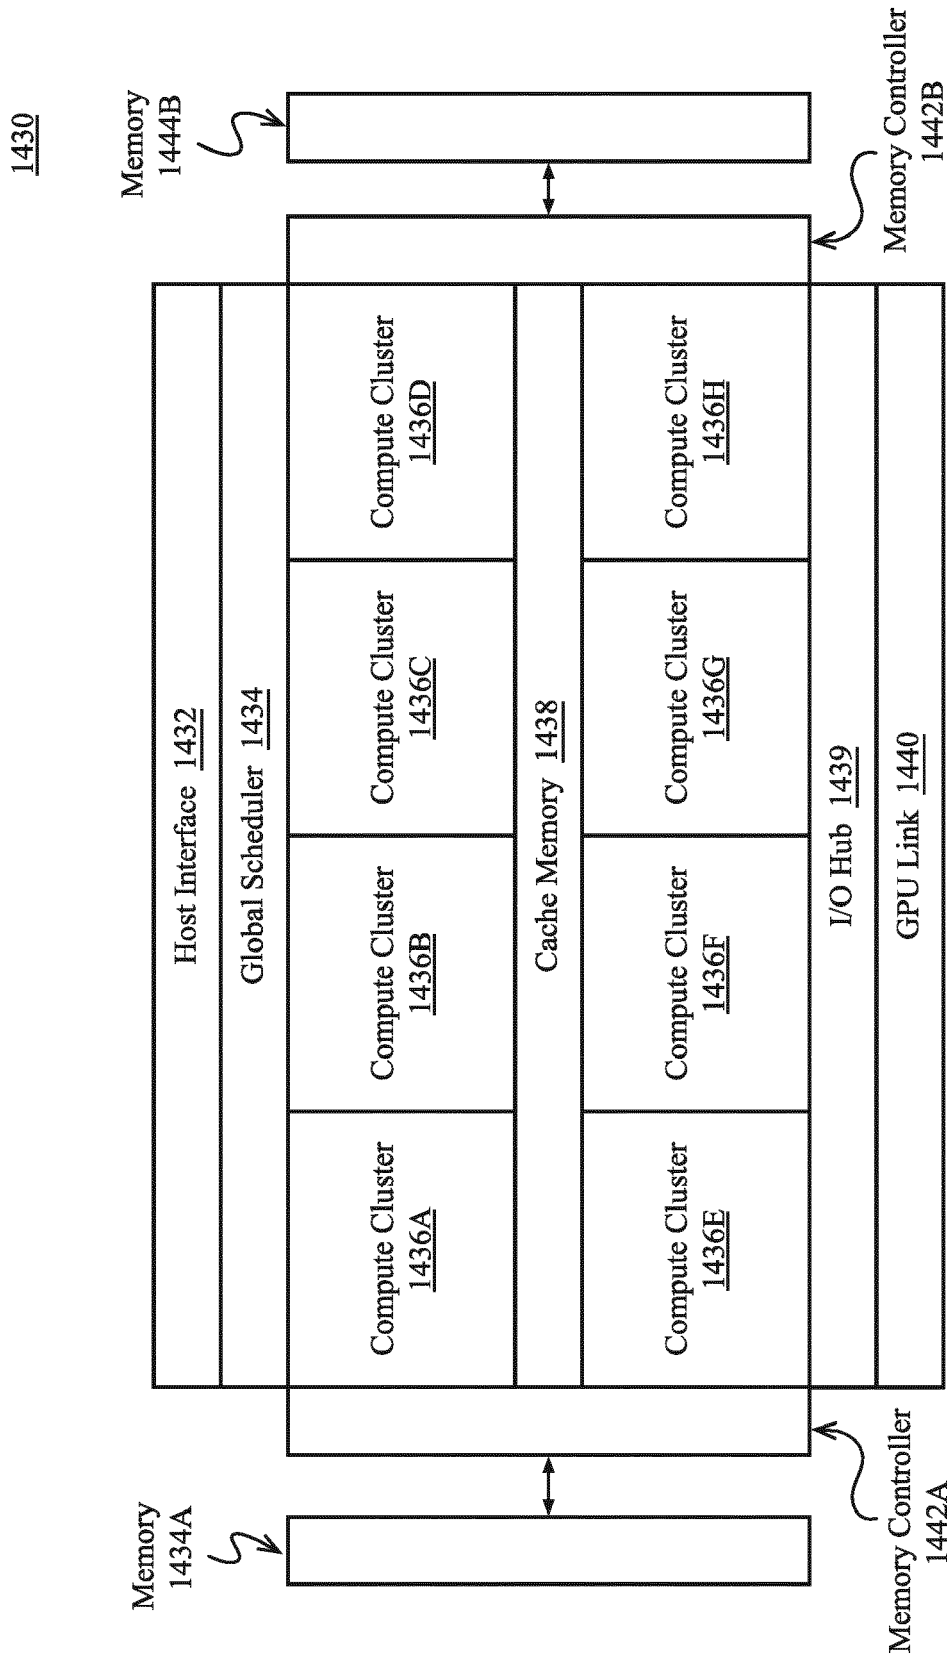 1430
Memory
1434A
Memory
1444B
Host Interface 1432
Global Scheduler 1434
Compute Cluster
1436A
Compute Cluster
1436B
Compute Cluster
1436C
Compute Cluster
1436D
Cache Memory 1438
Compute Cluster
1436E
Compute Cluster
1436F
Compute Cluster
1436G
Compute Cluster
1436H
I/O Hub 1439
GPU Link 1440
Memory Controller
1442A
Memory Controller
1442B